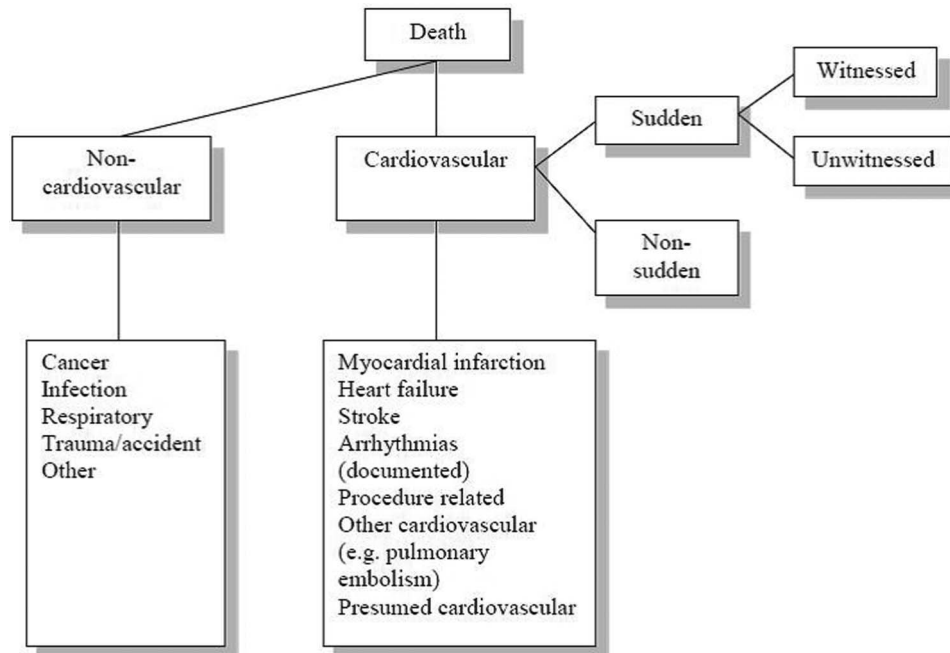 Death
Non-
cardiovascular
Cardiovascular
Sudden
Witnessed
Unwitnessed
Non-
sudden
Cancer
Infection
Respiratory
Trauma/accident
Other
Myocardial infarction
Heart failure
Stroke
Arrhythmias
(documented)
Procedure related
Other cardiovascular
(e.g. pulmonary
embolism)
Presumed cardiovascular